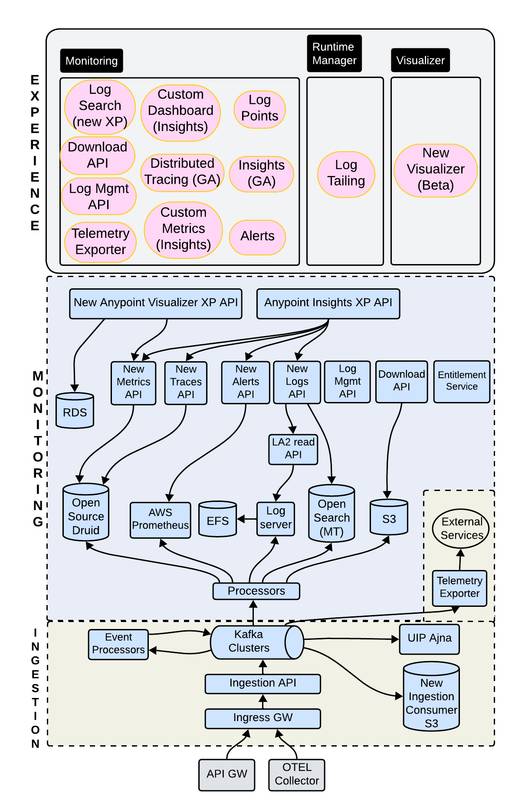 EXPERIENCE
Monitoring
Runtime
Manager
Visualizer
Log
Search
(new XP)
Custom
Dashboard
(Insights)
Log
Points
Download
API
Distributed
Tracing (GA)
Insights
(GA)
Log Mgmt
API
Telemetry
Exporter
Custom
Metrics
(Insights)
Alerts
Log
Tailing
New
Visualizer
(Beta)
MONITORING
New Anypoint Visualizer XP API
Anypoint Insights XP API
RDS
New
Metrics
API
New
Traces
API
New
Alerts
API
New
Logs
API
Log
Mgmt
API
Download
API
Entitlement
Service
LA2 read
API
Open
Source
Druid
AWS
Prometheus
EFS
Log
server
Open
Search
(MT)
S3
External
Services
Telemetry
Exporter
Processors
INGESTION
Event
Processors
Kafka
Clusters
UIP Ajna
Ingestion API
New
Ingestion
Consumer
S3
Ingress GW
API GW
OTEL
Collector